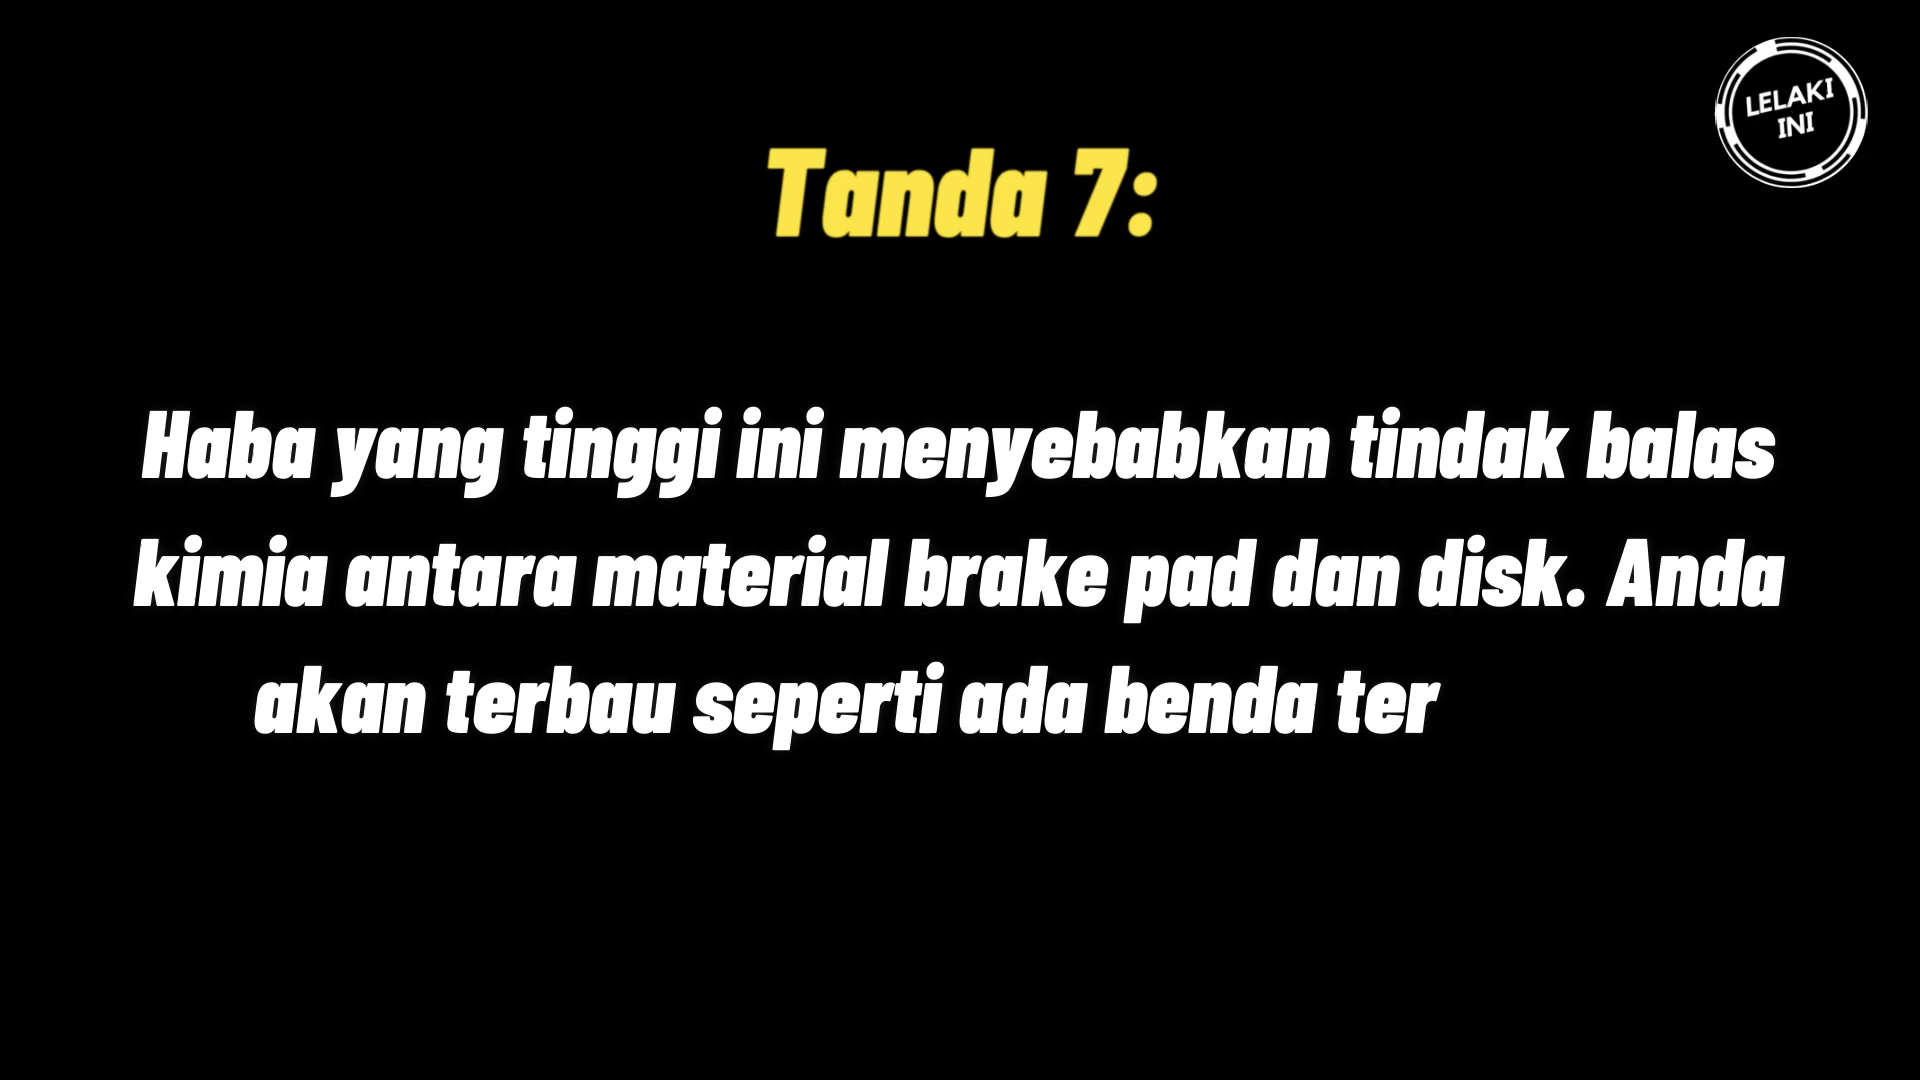 LELAKI
INI
Tanda 7:
Haba yang tinggi ini menyebabkan tindak balas
kimia antara material brake pad dan disk. Anda
akan terbau seperti ada benda ter